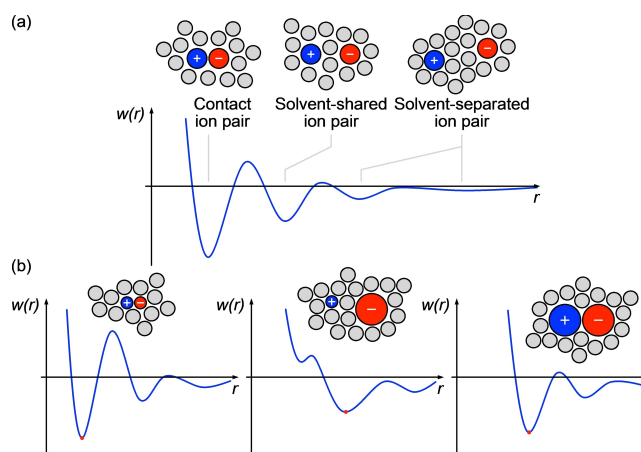 (a)
+ −
+ −
+ −
Contact
ion pair
Solvent-shared
ion pair
Solvent-separated
ion pair
w(r)
r
(b)
w(r)
+ −
r
w(r)
+ −
r
w(r)
+ −
r